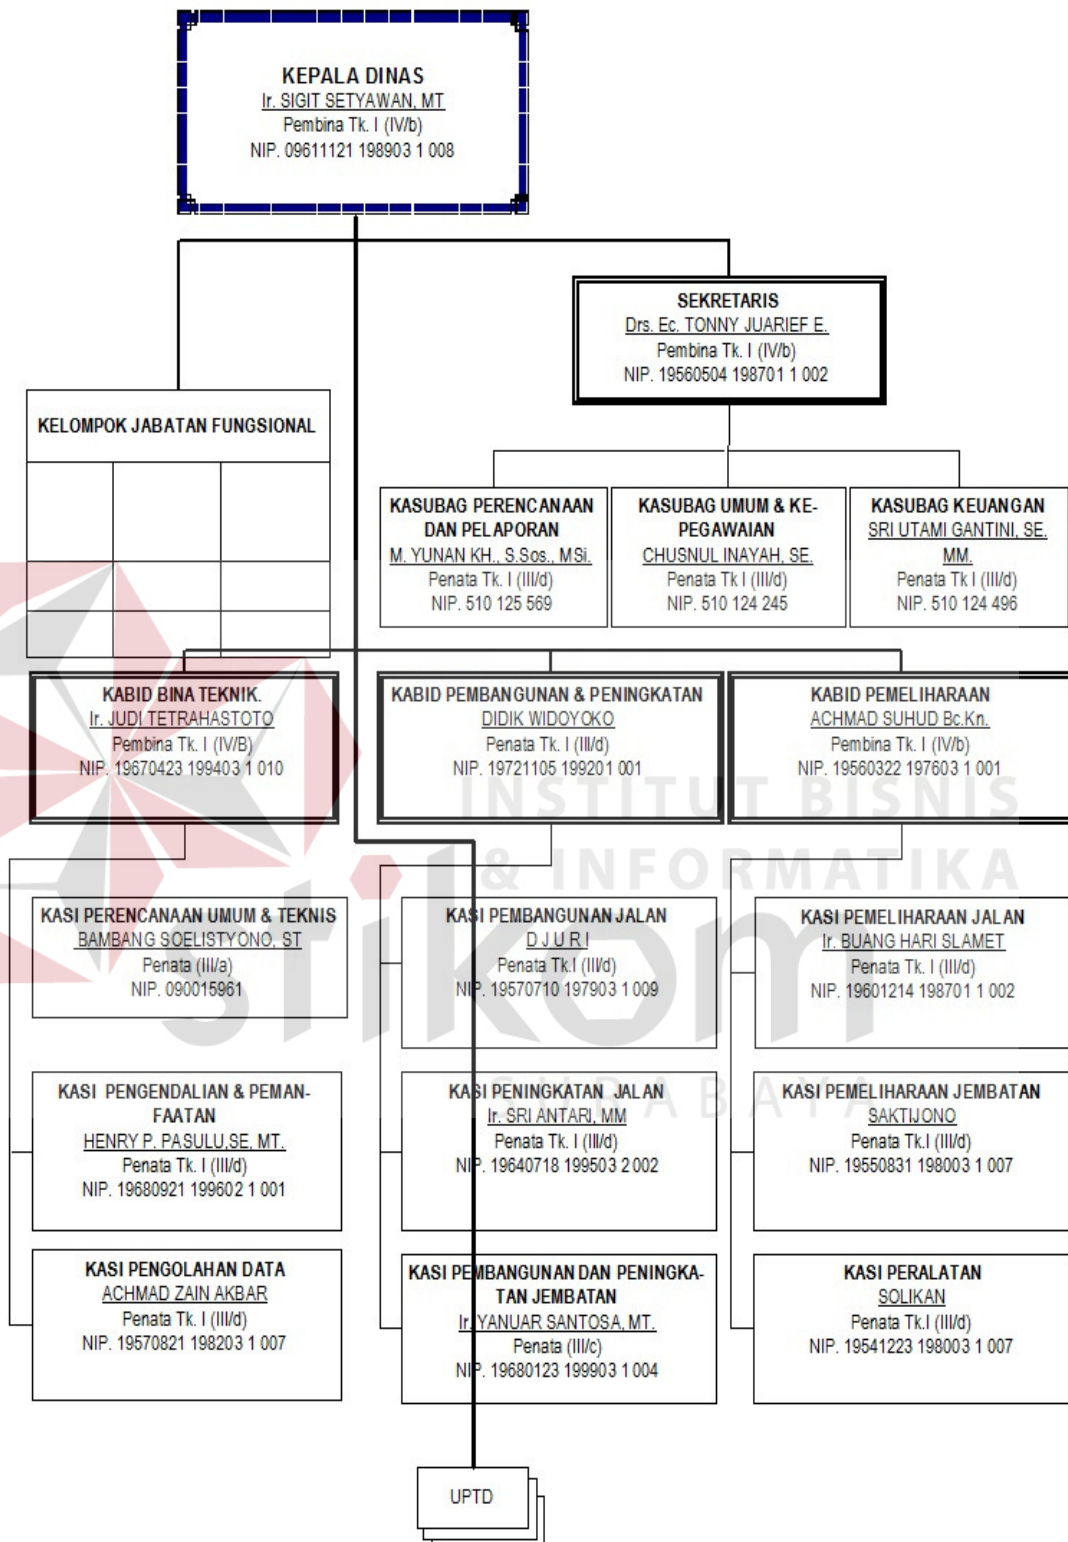 KEPALA DINAS
Ir. SIGIT SETYAWAN, MT
Pembina Tk. I (IV/b)
NIP. 09611121 198903 1 008
SEKRETARIS
Drs. Ec. TONNY JUARIEF E.
Pembina Tk. I (IV/b)
NIP. 19560504 198701 1 002
KELOMPOK JABATAN FUNGSIONAL
KASUBAG PERENCANAAN
DAN PELAPORAN
M. YUNAN KH., S.Sos., MSi.
Penata Tk. I (III/d)
NIP. 510 125 569
KASUBAG UMUM & KE-
PEGAWAIAN
CHUSNUL INAYAH, SE.
Penata Tk I (III/d)
NIP. 510 124 245
KASUBAG KEUANGAN
SRI UTAMI GANTINI, SE.
MM.
Penata Tk I (III/d)
NIP. 510 124 496
KABID BINA TEKNIK.
Ir. JUDI TETRAHASTOTO
Pembina Tk. I (IV/B)
NIP. 19670423 199403 1 010
KABID PEMBANGUNAN & PENINGKATAN
DIDIK WIDOYOKO
Penata Tk. I (III/d)
NIP. 19721105 199201 001
KABID PEMELIHARAAN
ACHMAD SUHUD Bc.Kn.
Pembina Tk. I (IV/b)
NIP. 19560322 197603 1 001
INSTITUT BISNIS
& INFORMATIKA
stikom
SURABAYA
KASI PERENCANAAN UMUM & TEKNIS
BAMBANG SOELISTYONO, ST
Penata (III/a)
NIP. 090015961
KASI PEMBANGUNAN JALAN
D J U R I
Penata Tk.I (III/d)
NIP. 19570710 197903 1 009
KASI PEMELIHARAAN JALAN
Ir. BUANG HARI SLAMET
Penata Tk. I (III/d)
NIP. 19601214 198701 1 002
KASI PENGENDALIAN & PEMAN-
FAATAN
HENRY P. PASULU,SE, MT.
Penata Tk. I (III/d)
NIP. 19680921 199602 1 001
KASI PENINGKATAN JALAN
Ir. SRI ANTARI, MM
Penata Tk. I (III/d)
NIP. 19640718 199503 2 002
KASI PEMELIHARAAN JEMBATAN
SAKTIJONO
Penata Tk.I (III/d)
NIP. 19550831 198003 1 007
KASI PENGOLAHAN DATA
ACHMAD ZAIN AKBAR
Penata Tk. I (III/d)
NIP. 19570821 198203 1 007
KASI PEMBANGUNAN DAN PENINGKA-
TAN JEMBATAN
Ir. YANUAR SANTOSA, MT.
Penata (III/c)
NIP. 19680123 199903 1 004
KASI PERALATAN
SOLIKAN
Penata Tk.I (III/d)
NIP. 19541223 198003 1 007
UPTD